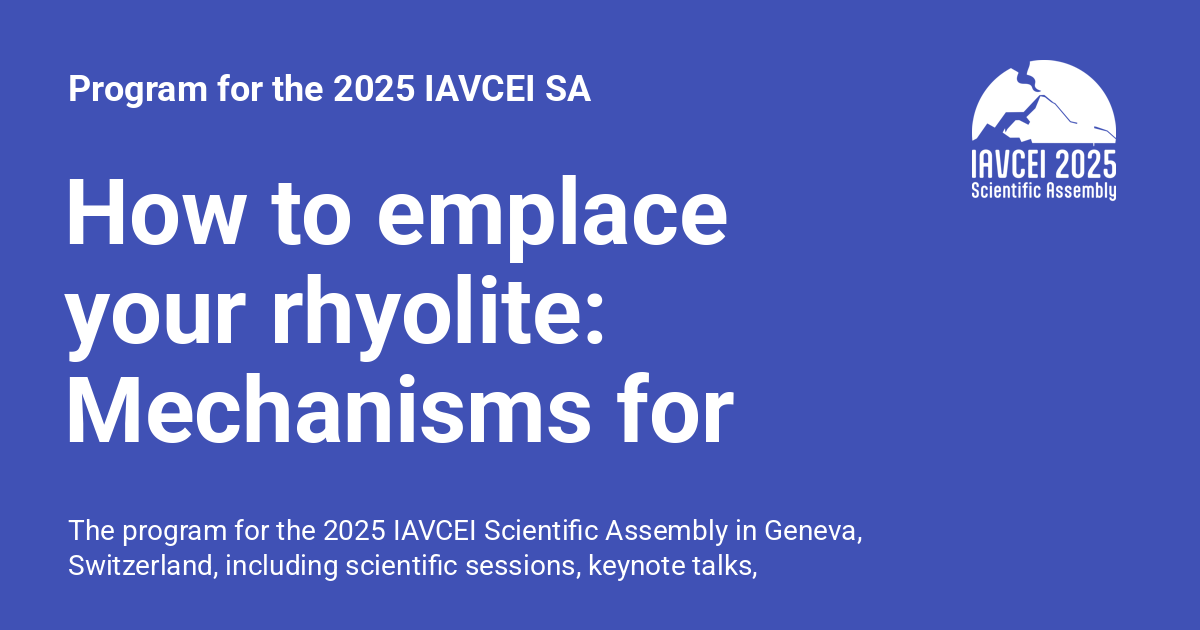 Program for the 2025 IAVCEI SA
IAVCEI 2025
Scientific Assembly
How to emplace
your rhyolite:
Mechanisms for
The program for the 2025 IAVCEI Scientific Assembly in Geneva,
Switzerland, including scientific sessions, keynote talks,